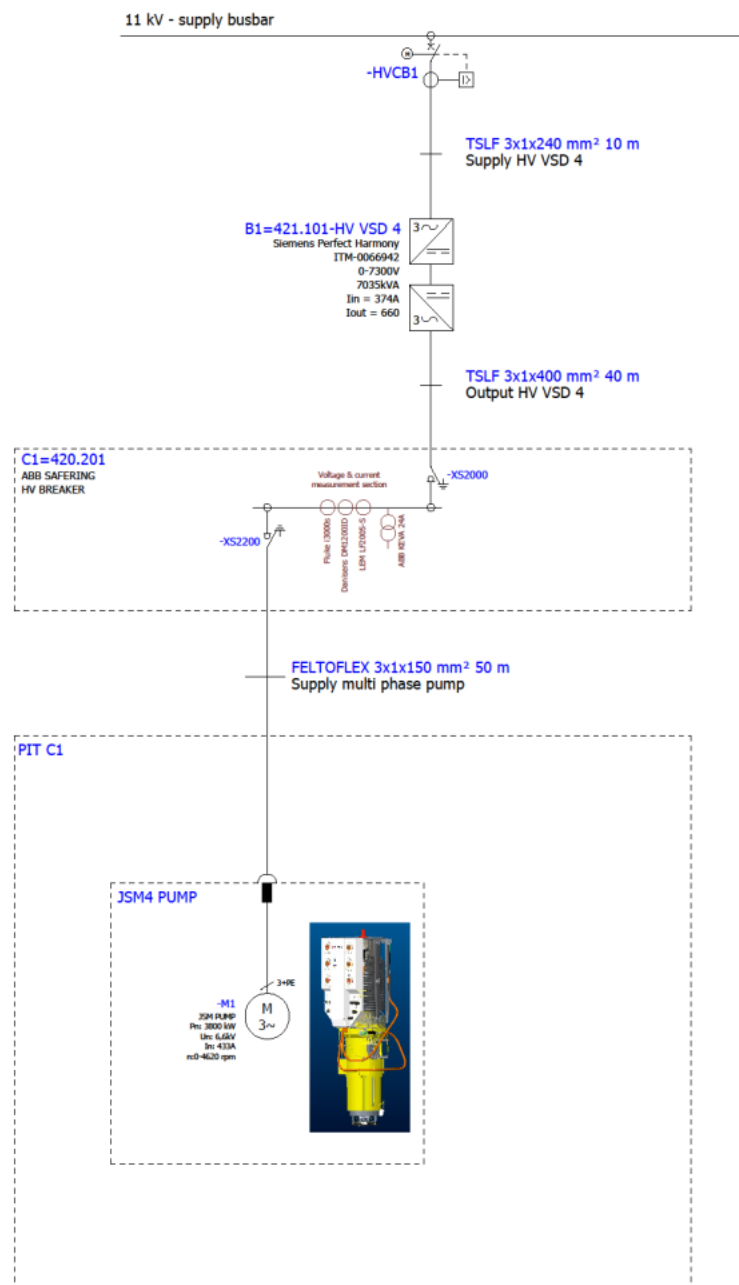 11 kV - supply busbar
-HVCB1
I>
TSLF 3x1x240 mm² 10 m
Supply HV VSD 4
B1=421.101-HV VSD 4
Siemens Perfect Harmony
ITM-0066942
0-7300V
7035kVA
Iin = 374A
Iout = 660
3
3
TSLF 3x1x400 mm² 40 m
Output HV VSD 4
C1=420.201
ABB SAFERING
HV BREAKER
Voltage & current
measurement section
-XS2000
-XS2200
Fluke i3000s
Danisens DM1200ID
LEM LF2005-S
ABB KEVA 24A
FELTOFLEX 3x1x150 mm² 50 m
Supply multi phase pump
PIT C1
JSM4 PUMP
3+PE
-M1
JSM PUMP
Pn: 3800 kW
Un: 6,6kV
In: 433A
n:0-4620 rpm
M
3~